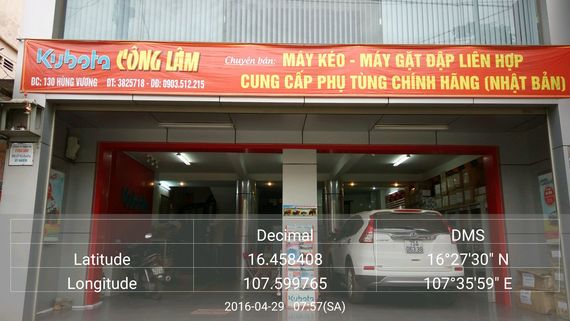 Kubota CÔNG LÂM
ĐC: 130 HÙNG VƯƠNG ĐT: 3825718 - DĐ: 0903.512.215
Chuyên bán: MÁY KÉO - MÁY GẶT ĐẬP LIÊN HỢP
CUNG CẤP PHỤ TÙNG CHÍNH HÃNG (NHẬT BẢN)
Kubota
Kubota
Decimal DMS
Latitude 16.458408 16°27'30" N
Longitude 107.599765 107°35'59" E
2016-04-29 07:57(SA)